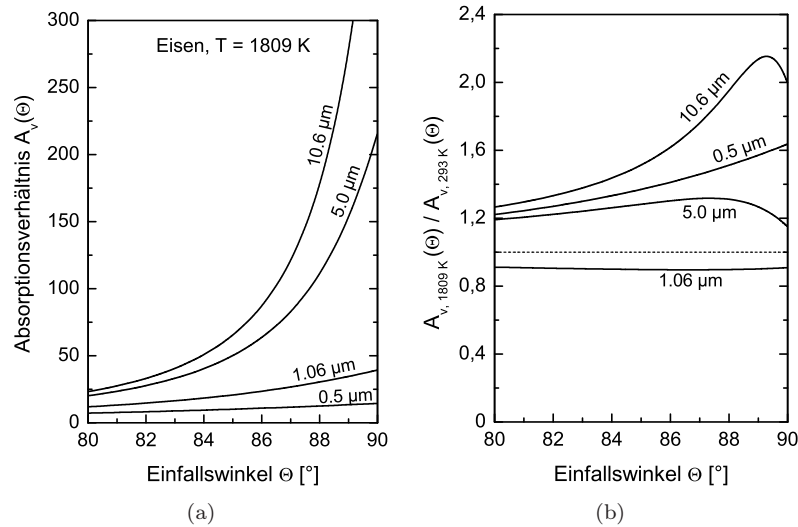 300
250
200
150
100
50
0
Absorptionsverhältnis Aᵥ(Θ)
Eisen, T = 1809 K
10.6 µm
5.0 µm
1.06 µm
0.5 µm
80 82 84 86 88 90
Einfallswinkel Θ [°]
(a)
2,4
2,0
1,6
1,2
0,8
0,4
0
A_v, 1809 K (Θ) / A_v, 293 K (Θ)
10.6 µm
0.5 µm
5.0 µm
1.06 µm
80 82 84 86 88 90
Einfallswinkel Θ [°]
(b)